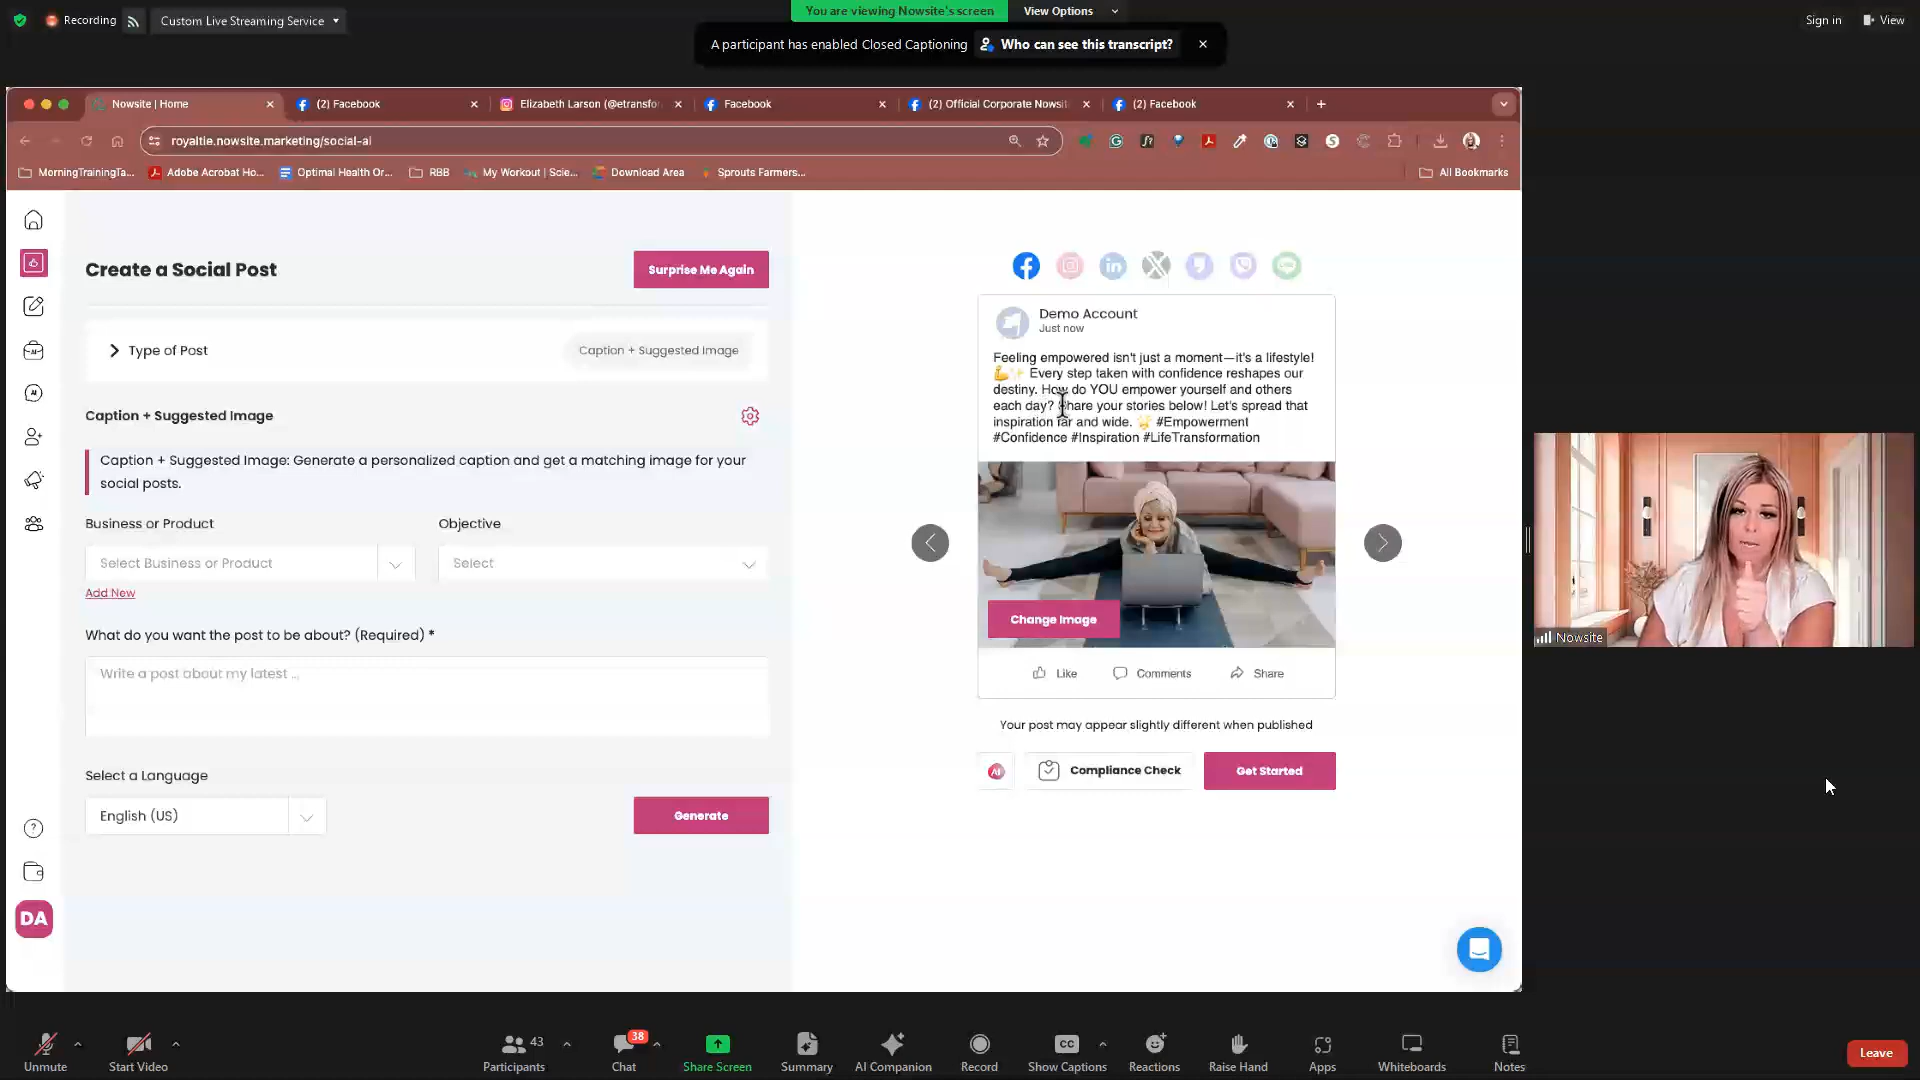 Recording
Custom Live Streaming Service
You are viewing Nowsite's screen
View Options
Sign in
View
A participant has enabled Closed Captioning
Who can see this transcript?
Nowsite | Home
(2) Facebook
Elizabeth Larson (@etransfo
Facebook
(2) Official Corporate Nowsit
(2) Facebook
royaltie.nowsite.marketing/social-ai
MorningTrainingTa...
Adobe Acrobat Ho...
Optimal Health Or...
RBB
My Workout | Scie...
Download Area
Sprouts Farmers...
All Bookmarks
Create a Social Post
Surprise Me Again
Type of Post
Caption + Suggested Image
Caption + Suggested Image
Caption + Suggested Image: Generate a personalized caption and get a matching image for your
social posts.
Business or Product
Objective
Select Business or Product
Select
Add New
What do you want the post to be about? (Required) *
Write a post about my latest ...
Select a Language
English (US)
Generate
DA
Demo Account
Just now
Feeling empowered isn't just a moment—it's a lifestyle!
💪✨ Every step taken with confidence reshapes our
destiny. How do YOU empower yourself and others
each day? Share your stories below! Let's spread that
inspiration far and wide. 🌟 #Empowerment
#Confidence #Inspiration #LifeTransformation
Change Image
Like
Comments
Share
Your post may appear slightly different when published
AI
Compliance Check
Get Started
Nowsite
Unmute
Start Video
43
Participants
38
Chat
Share Screen
Summary
AI Companion
Record
CC
Show Captions
Reactions
Raise Hand
Apps
Whiteboards
Notes
Leave